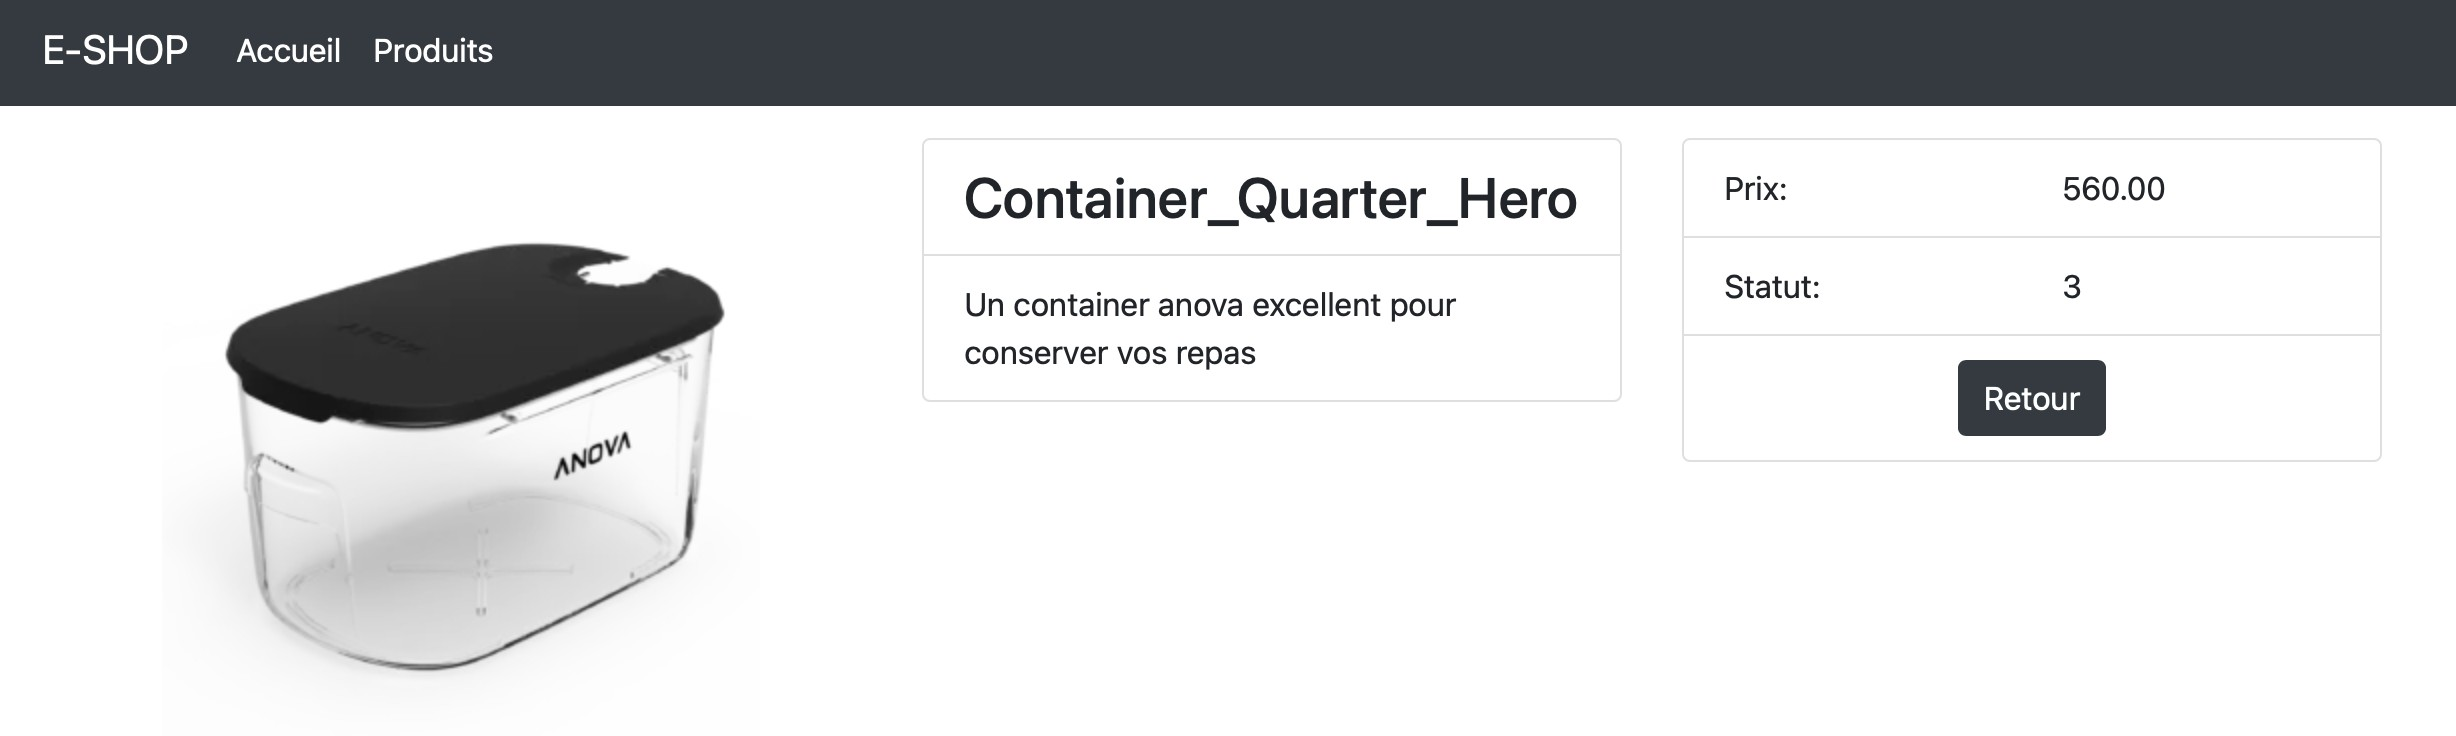 E-SHOP Accueil Produits
Container_Quarter_Hero
Un container anova excellent pour
conserver vos repas
Prix: 560.00
Statut: 3
Retour
ANOVA
ANOVA